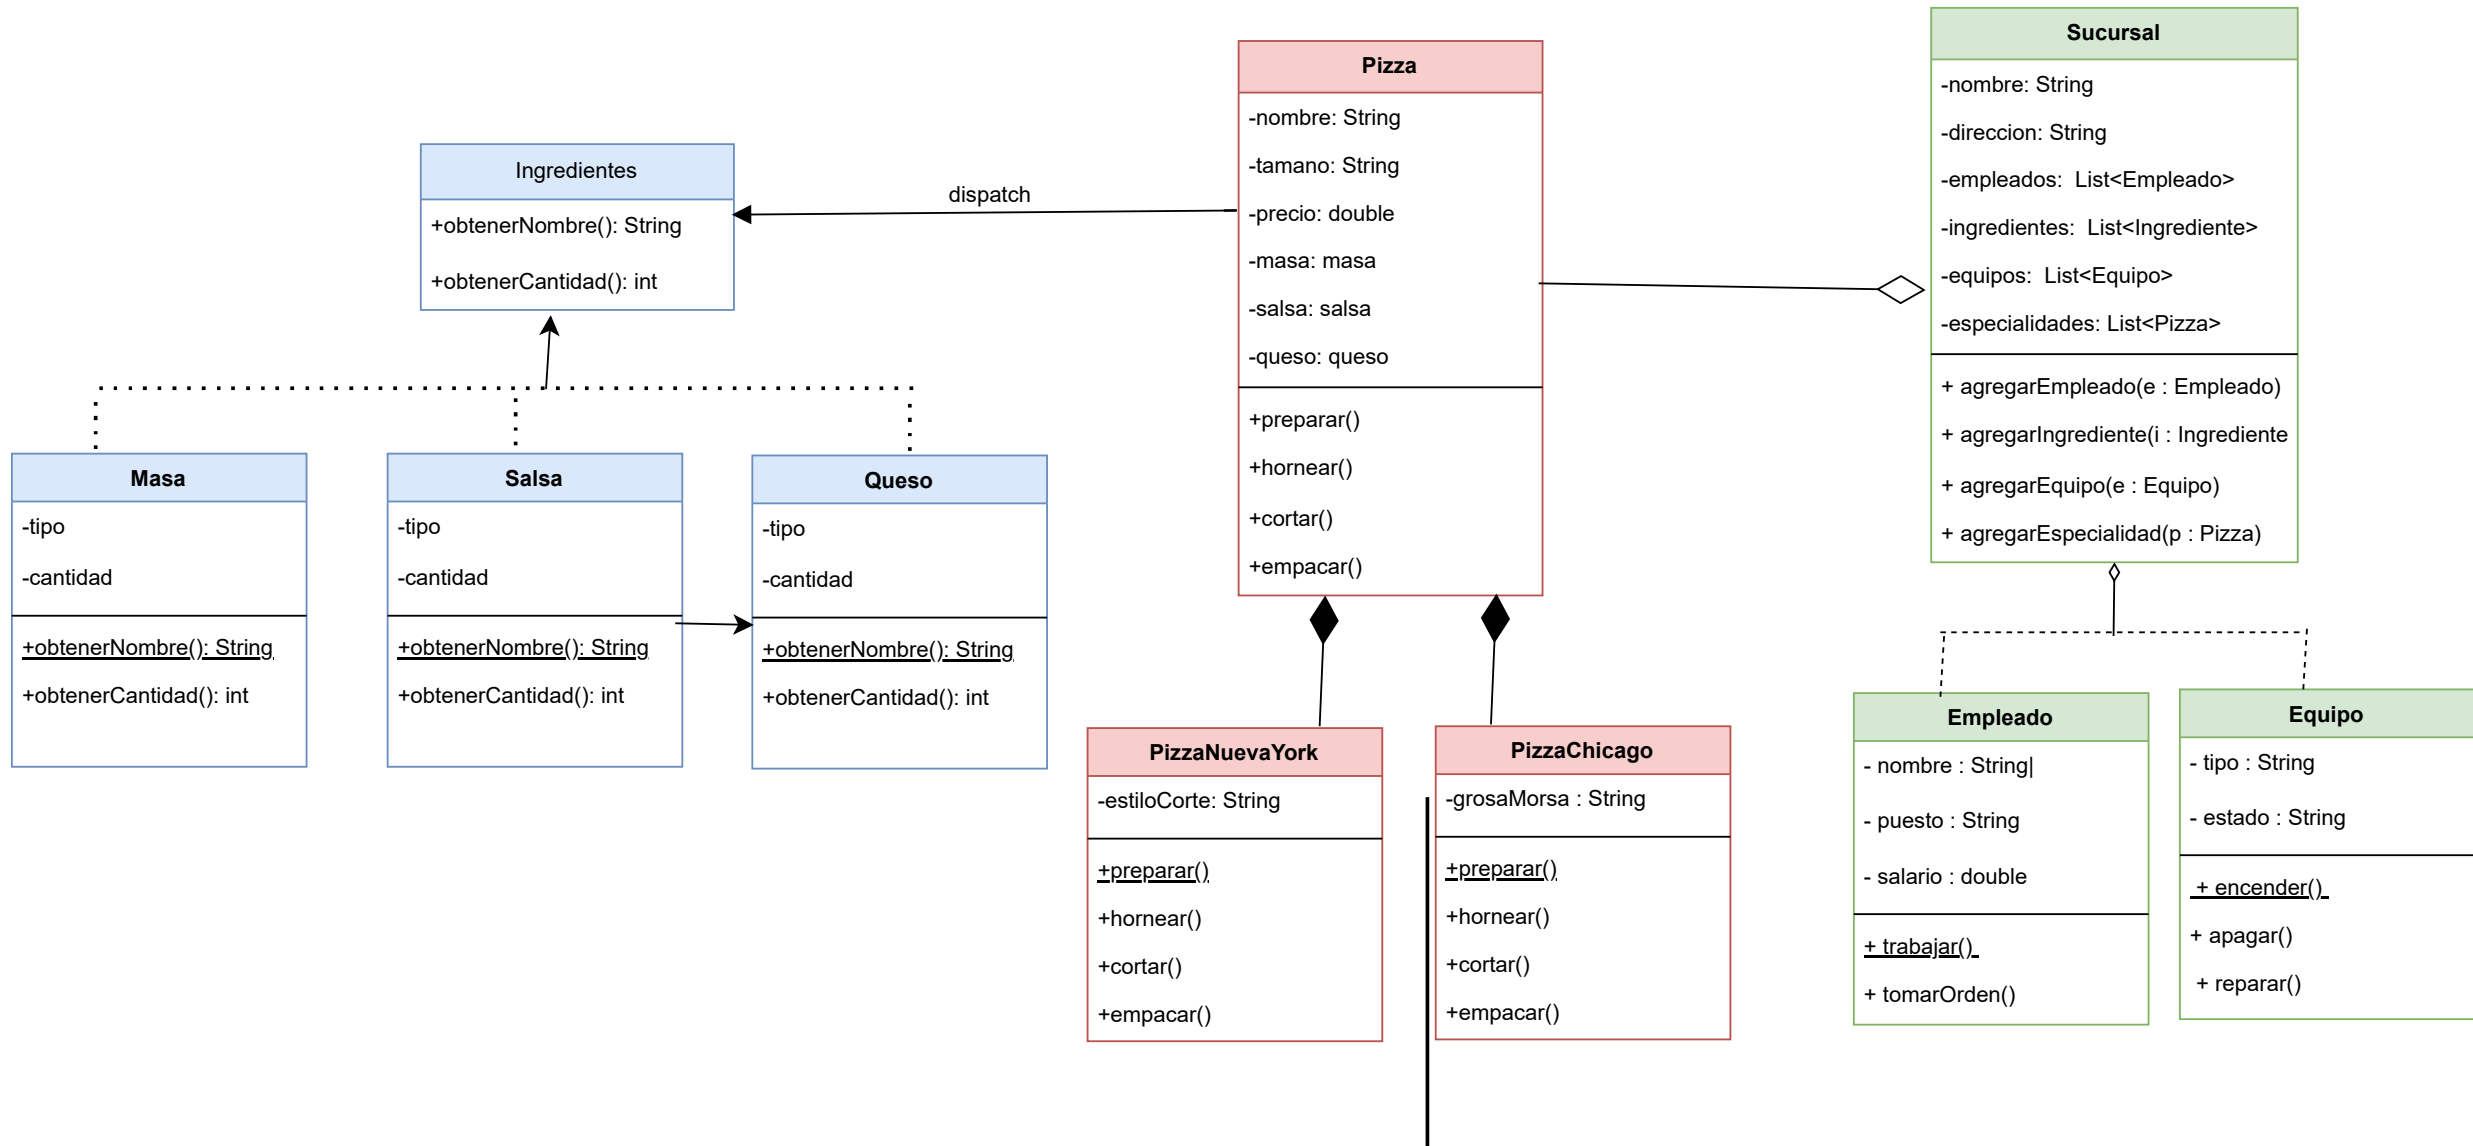 Ingredientes
+obtenerNombre(): String
+obtenerCantidad(): int
dispatch
Masa
-tipo
-cantidad
+obtenerNombre(): String
+obtenerCantidad(): int
Salsa
-tipo
-cantidad
+obtenerNombre(): String
+obtenerCantidad(): int
Queso
-tipo
-cantidad
+obtenerNombre(): String
+obtenerCantidad(): int
Pizza
-nombre: String
-tamano: String
-precio: double
-masa: masa
-salsa: salsa
-queso: queso
+preparar()
+hornear()
+cortar()
+empacar()
PizzaNuevaYork
-estiloCorte: String
+preparar()
+hornear()
+cortar()
+empacar()
PizzaChicago
-grosaMorsa : String
+preparar()
+hornear()
+cortar()
+empacar()
Sucursal
-nombre: String
-direccion: String
-empleados:  List<Empleado>
-ingredientes:  List<Ingrediente>
-equipos:  List<Equipo>
-especialidades: List<Pizza>
+ agregarEmpleado(e : Empleado)
+ agregarIngrediente(i : Ingrediente
+ agregarEquipo(e : Equipo)
+ agregarEspecialidad(p : Pizza)
Empleado
- nombre : String|
- puesto : String
- salario : double
+ trabajar()
+ tomarOrden()
Equipo
- tipo : String
- estado : String
+ encender()
+ apagar()
+ reparar()